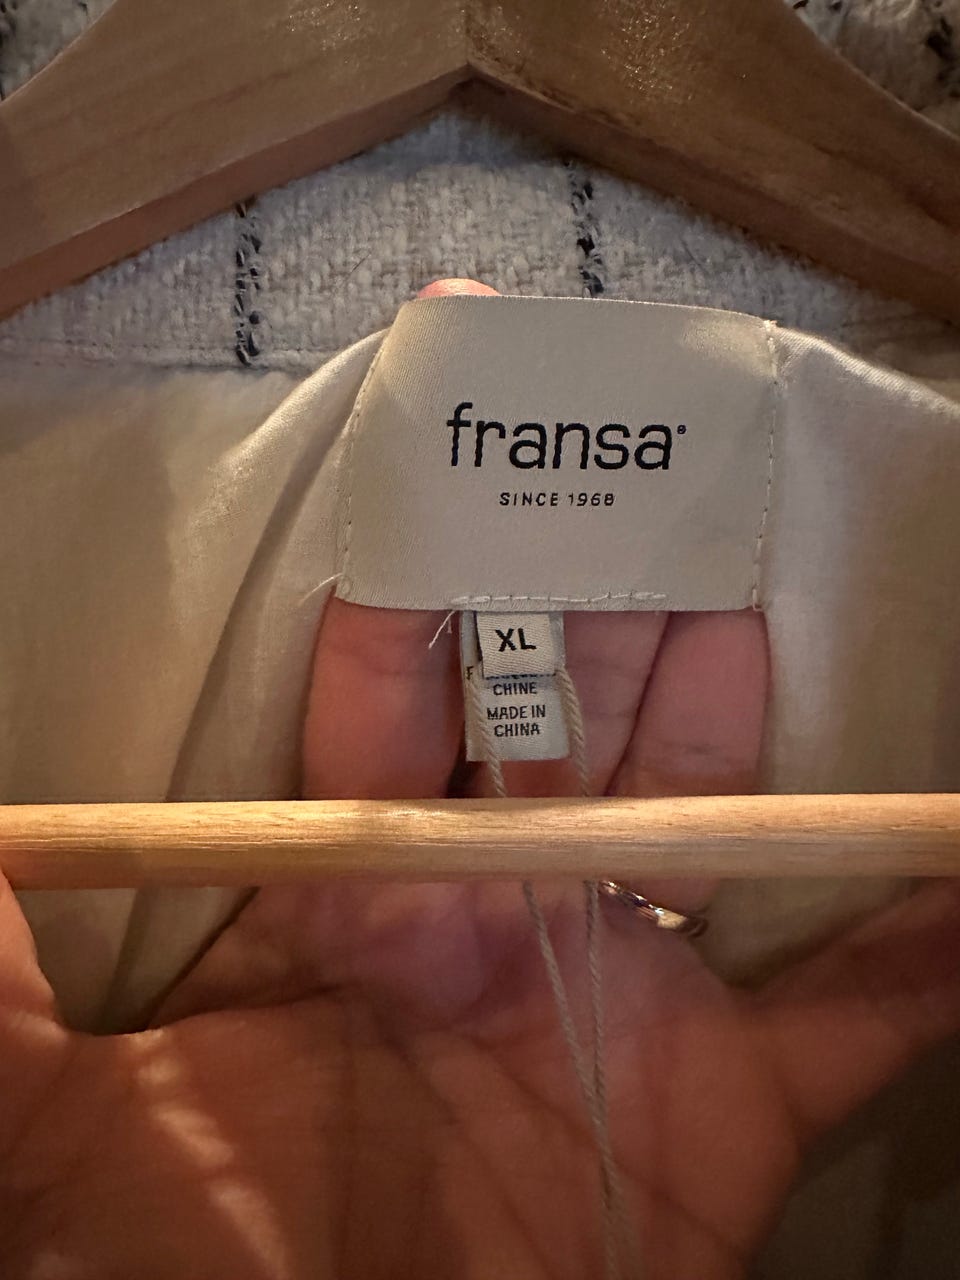 fransa®
SINCE 1968
XL
CHINE
MADE IN
CHINA